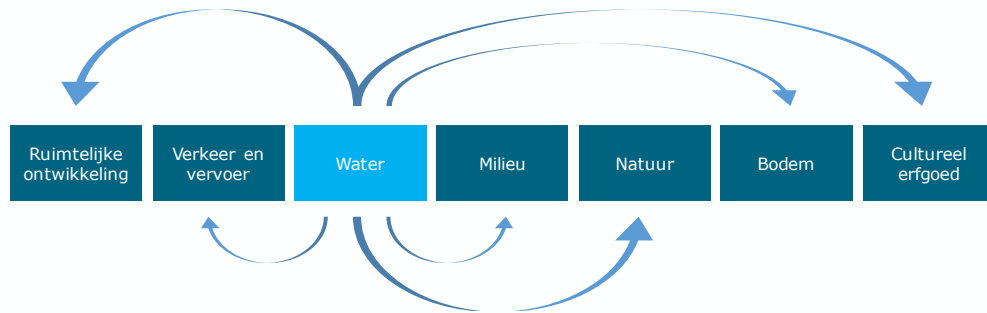 Ruimtelijke
ontwikkeling
Verkeer en
vervoer
Water
Milieu
Natuur
Bodem
Cultureel
erfgoed